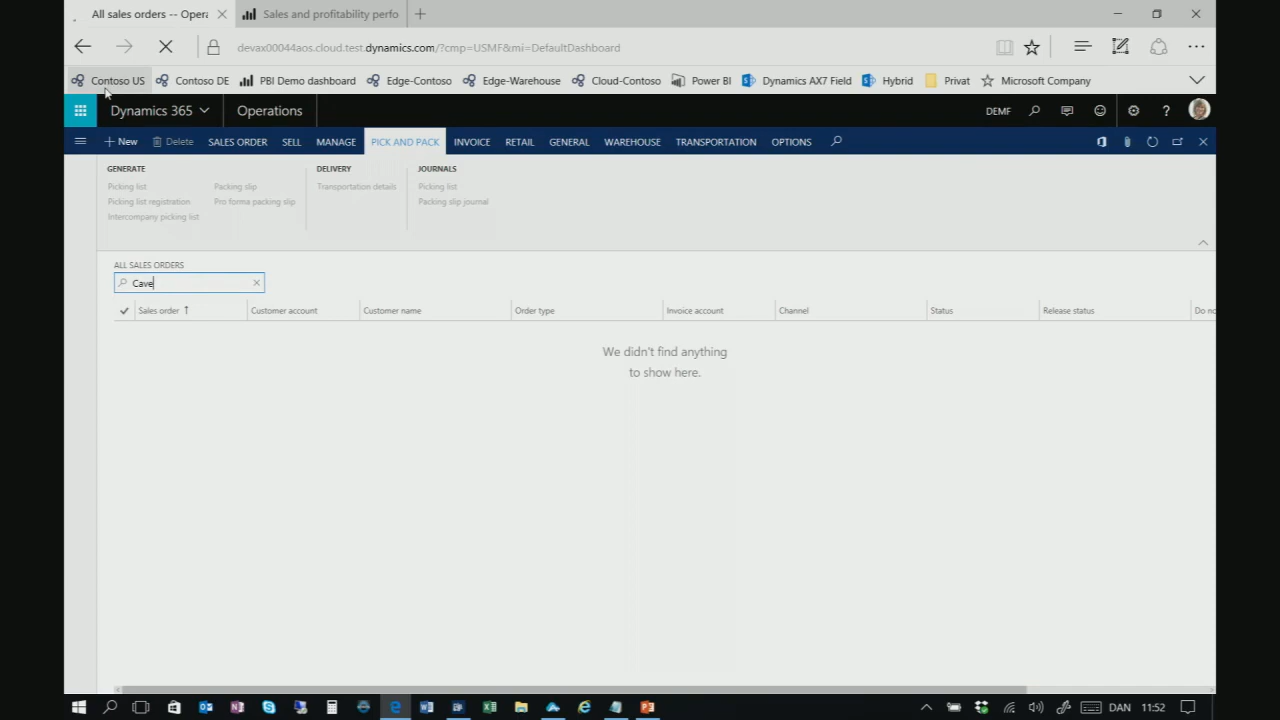 All sales orders -- Opera
Sales and profitability perfo
devax00044aos.cloud.test.dynamics.com/?cmp=USMF&mi=DefaultDashboard
Contoso US Contoso DE PBI Demo dashboard Edge-Contoso Edge-Warehouse Cloud-Contoso Power BI Dynamics AX7 Field Hybrid Privat Microsoft Company
Dynamics 365 Operations DEMF
New Delete SALES ORDER SELL MANAGE PICK AND PACK INVOICE RETAIL GENERAL WAREHOUSE TRANSPORTATION OPTIONS
GENERATE DELIVERY JOURNALS
Picking list Packing slip Transportation details Picking list
Picking list registration Pro forma packing slip Packing slip journal
Intercompany picking list
ALL SALES ORDERS
Cave
Sales order Customer account Customer name Order type Invoice account Channel Status Release status Do no
We didn't find anything
to show here.
DAN 11:52